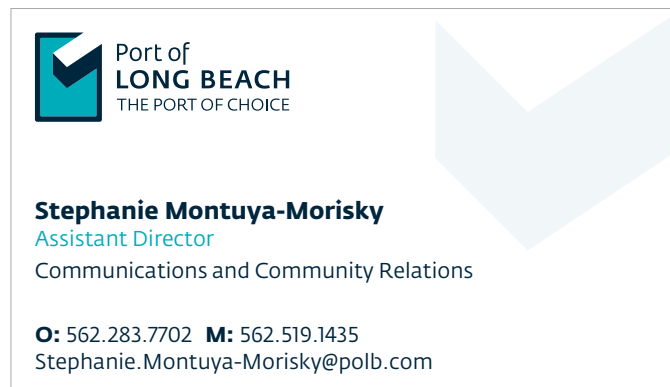 Port of
LONG BEACH
THE PORT OF CHOICE
Stephanie Montuya-Morisky
Assistant Director
Communications and Community Relations
O: 562.283.7702 M: 562.519.1435
Stephanie.Montuya-Morisky@polb.com